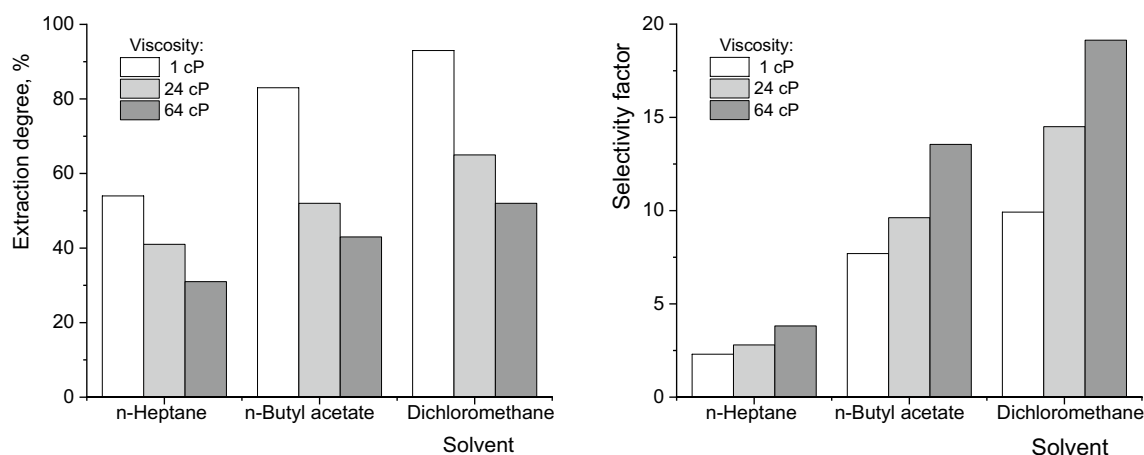 Extraction degree, %
100
80
60
40
20
0
Viscosity:
1 cP
24 cP
64 cP
n-Heptane
n-Butyl acetate
Dichloromethane
Solvent
Selectivity factor
20
15
10
5
0
Viscosity:
1 cP
24 cP
64 cP
n-Heptane
n-Butyl acetate
Dichloromethane
Solvent